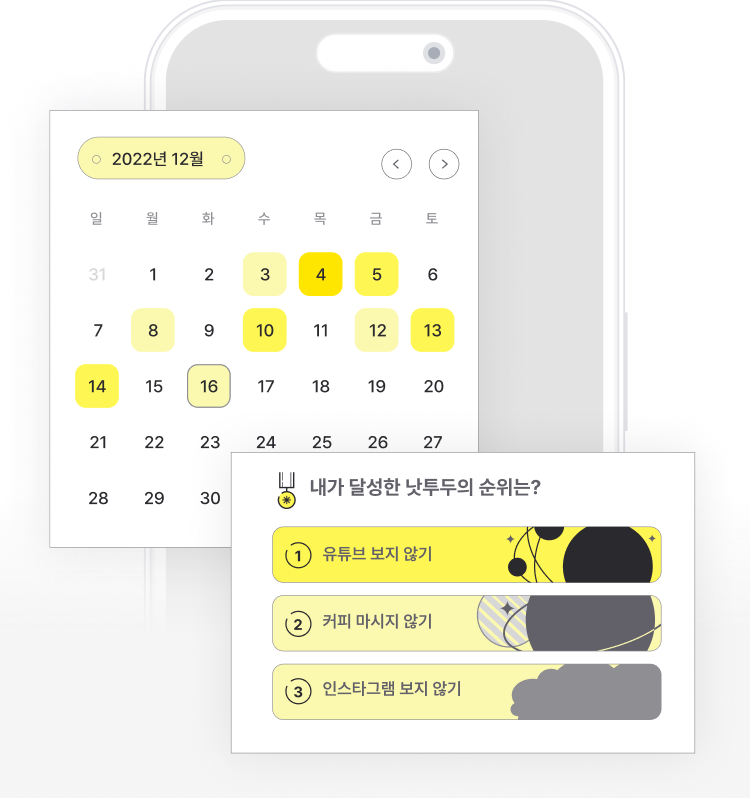 2022년 12월
일 월 화 수 목 금 토
31 1 2 3 4 5 6
7 8 9 10 11 12 13
14 15 16 17 18 19 20
21 22 23 24 25 26 27
28 29 30
내가 달성한 낫투두의 순위는?
1 유튜브 보지 않기
2 커피 마시지 않기
3 인스타그램 보지 않기